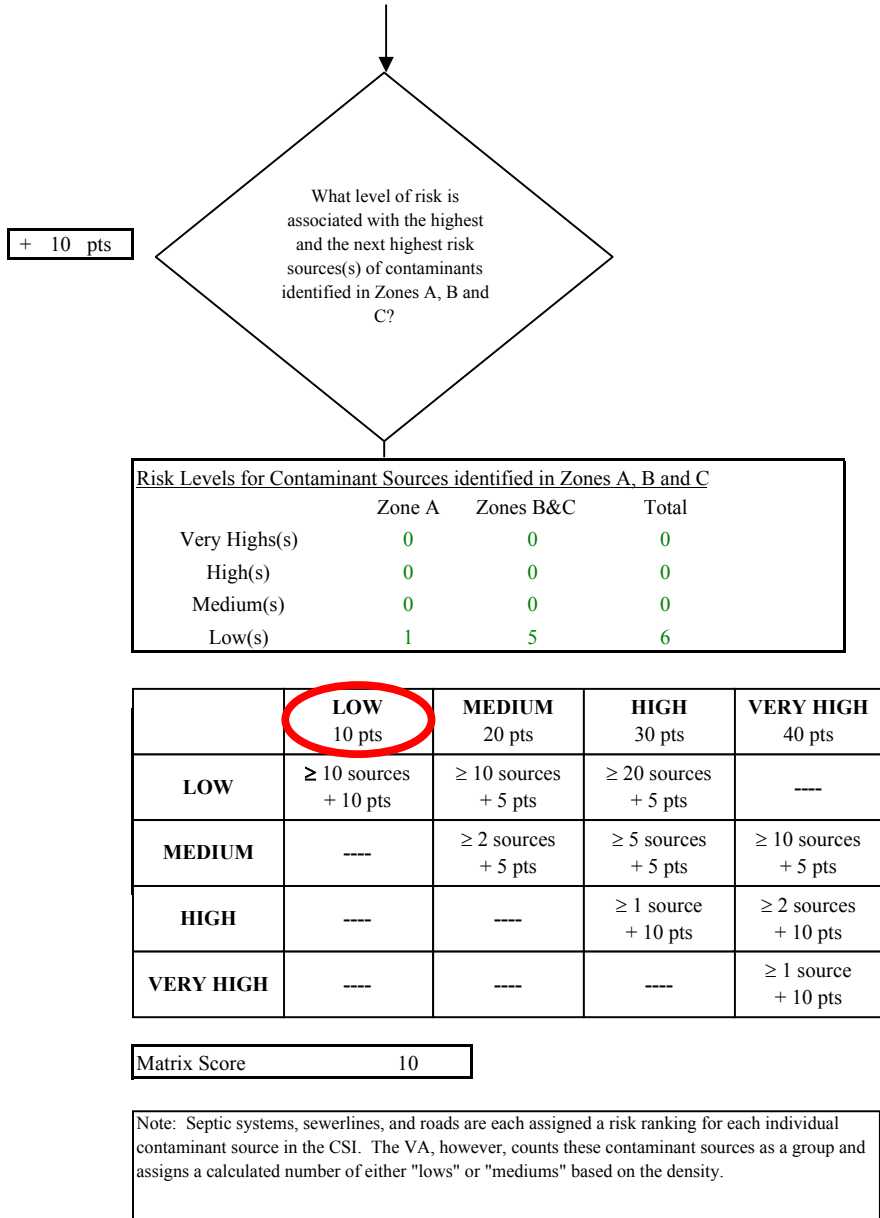 What level of risk is
associated with the highest
and the next highest risk
sources(s) of contaminants
identified in Zones A, B and
C?
+ 10 pts
Risk Levels for Contaminant Sources identified in Zones A, B and C
Zone A Zones B&C Total
Very Highs(s) 0 0 0
High(s) 0 0 0
Medium(s) 0 0 0
Low(s) 1 5 6
LOW MEDIUM HIGH VERY HIGH
10 pts 20 pts 30 pts 40 pts
LOW ≥ 10 sources ≥ 10 sources ≥ 20 sources ----
+ 10 pts + 5 pts + 5 pts
MEDIUM ---- ≥ 2 sources ≥ 5 sources ≥ 10 sources
+ 5 pts + 5 pts + 5 pts
HIGH ---- ---- ≥ 1 source ≥ 2 sources
+ 10 pts + 10 pts
VERY HIGH ---- ---- ---- ≥ 1 source
+ 10 pts
Matrix Score 10
Note: Septic systems, sewerlines, and roads are each assigned a risk ranking for each individual
contaminant source in the CSI. The VA, however, counts these contaminant sources as a group and
assigns a calculated number of either "lows" or "mediums" based on the density.